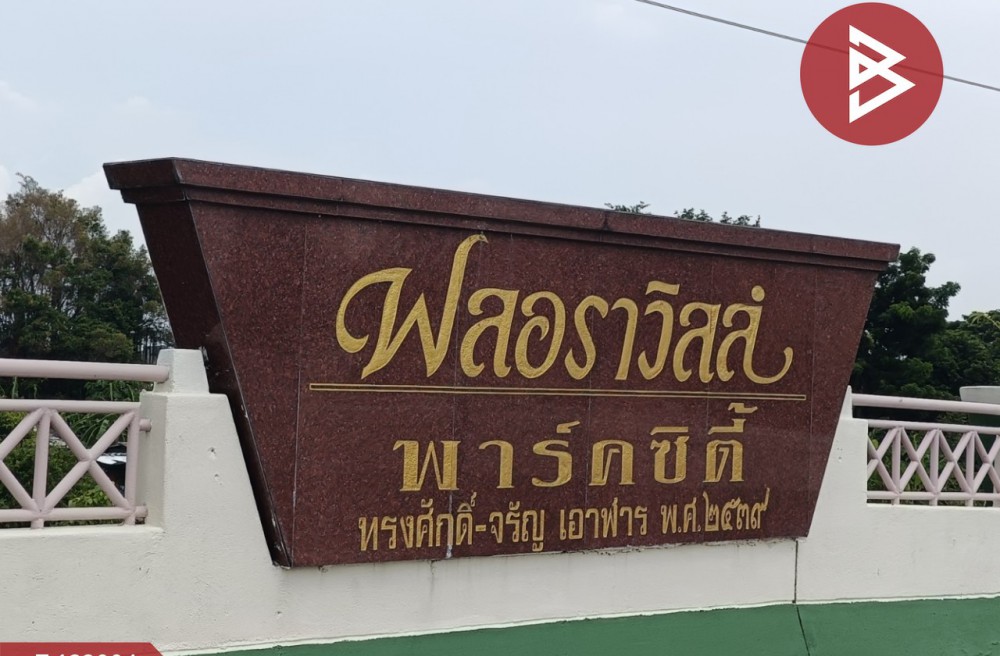 ฟลอราวิลล์
พาร์คซิตี้
ทรงศักดิ์-จรัญ เอาฬาร พ.ศ.๒๕๓๙